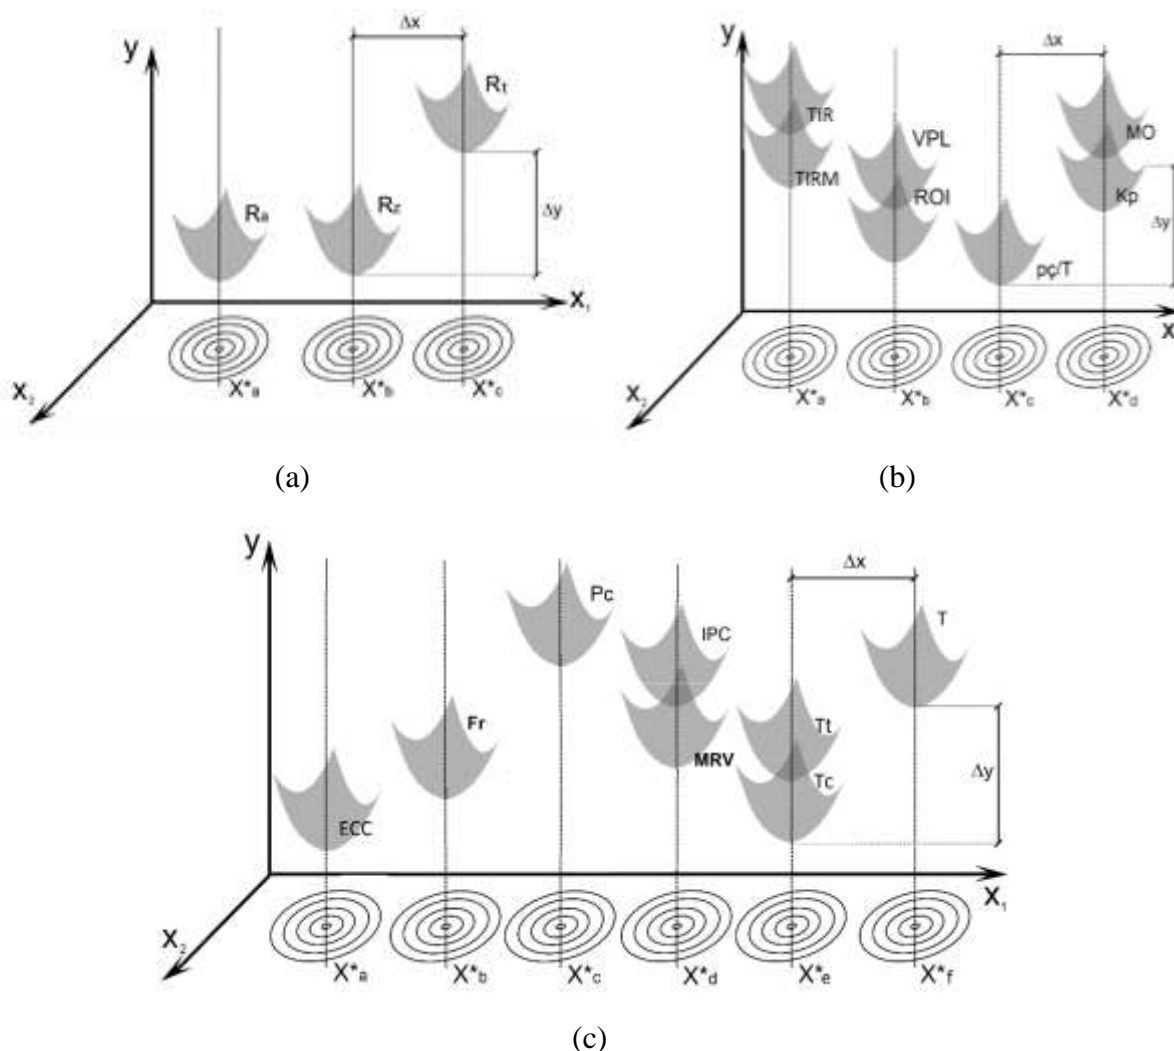 y
Δx
Rt
Ra
Rz
Δy
X₁
X₂
X*a
X*b
X*c
(a)
y
Δx
TIR
VPL
MO
TIRM
ROI
Kp
Δy
pç/T
X
X₂
X*a
X*b
X*c
X*d
(b)
y
Δx
Pc
IPC
T
Fr
Tt
MRV
Tc
Δy
ECC
X₁
X₂
X*a
X*b
X*c
X*d
X*e
X*f
(c)